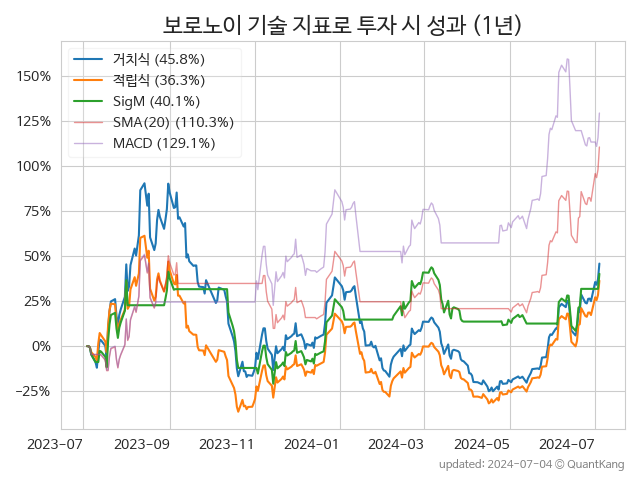 보로노이 기술 지표로 투자 시 성과 (1년)
거치식 (45.8%)
적립식 (36.3%)
SigM (40.1%)
SMA(20) (110.3%)
MACD (129.1%)
150%
125%
100%
75%
50%
25%
0%
−25%
2023-07 2023-09 2023-11 2024-01 2024-03 2024-05 2024-07
updated: 2024-07-04 © QuantKang